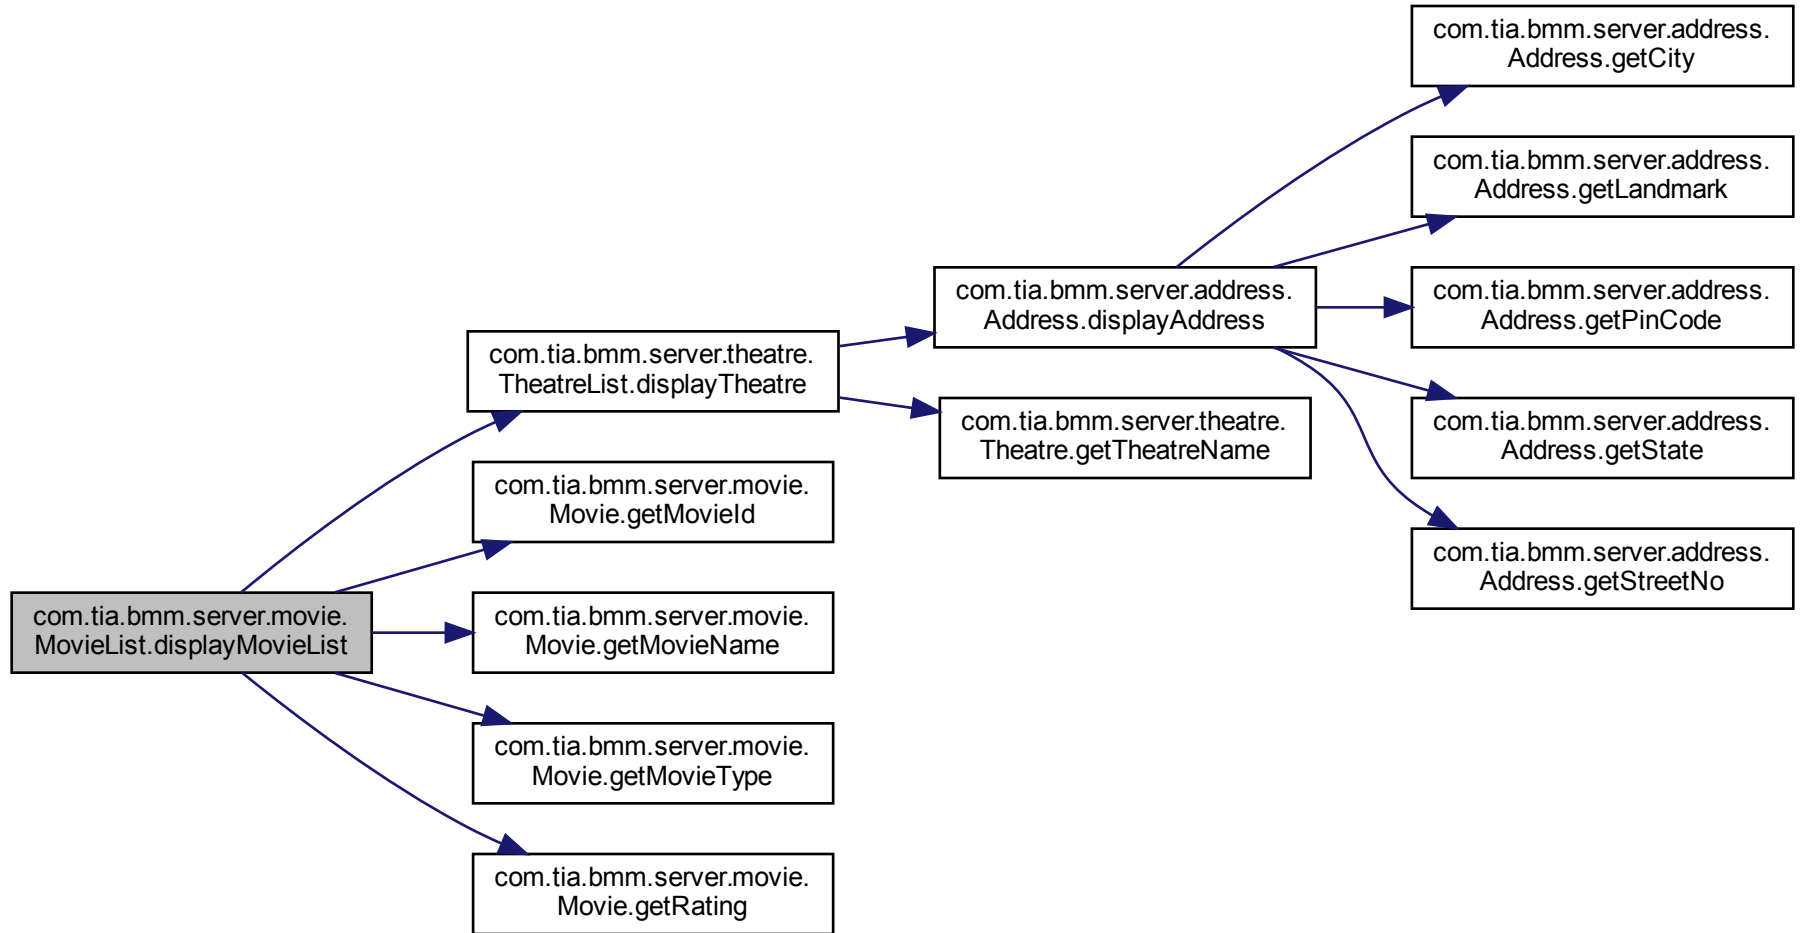 com.tia.bmm.server.movie.
MovieList.displayMovieList
com.tia.bmm.server.theatre.
TheatreList.displayTheatre
com.tia.bmm.server.movie.
Movie.getMovieId
com.tia.bmm.server.movie.
Movie.getMovieName
com.tia.bmm.server.movie.
Movie.getMovieType
com.tia.bmm.server.movie.
Movie.getRating
com.tia.bmm.server.address.
Address.displayAddress
com.tia.bmm.server.theatre.
Theatre.getTheatreName
com.tia.bmm.server.address.
Address.getCity
com.tia.bmm.server.address.
Address.getLandmark
com.tia.bmm.server.address.
Address.getPinCode
com.tia.bmm.server.address.
Address.getState
com.tia.bmm.server.address.
Address.getStreetNo